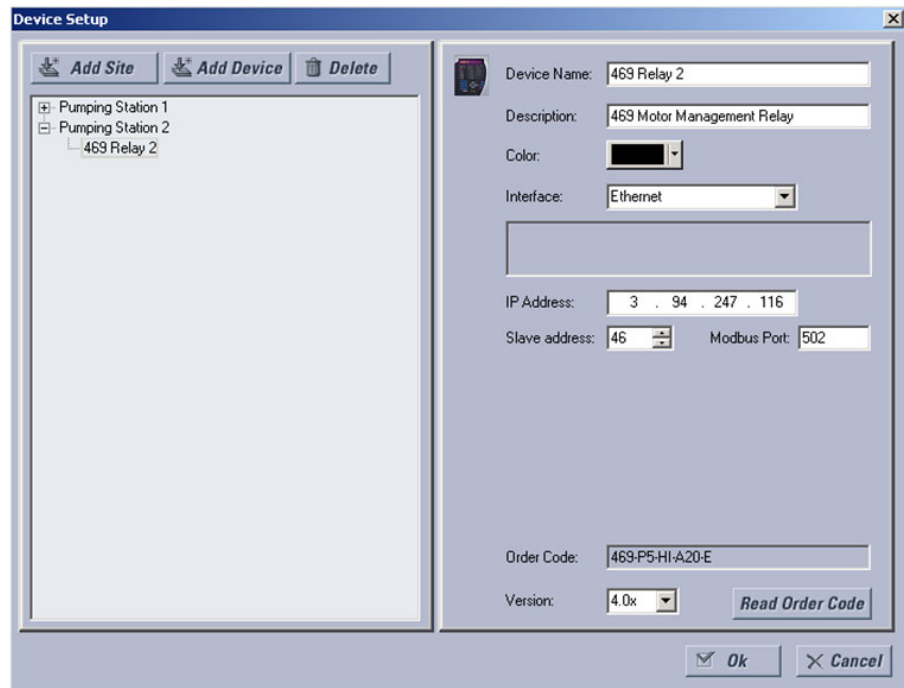 Device Setup
Add Site
Add Device
Delete
Pumping Station 1
Pumping Station 2
469 Relay 2
Device Name: 469 Relay 2
Description: 469 Motor Management Relay
Color:
Interface: Ethernet
IP Address: 3 . 94 . 247 . 116
Slave address: 46 Modbus Port: 502
Order Code: 469-P5-HI-A20-E
Version: 4.0x Read Order Code
Ok Cancel